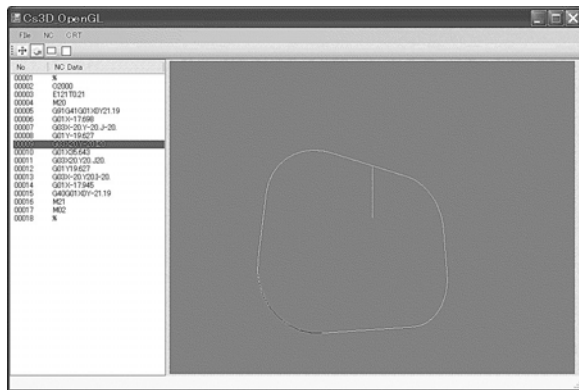 Cs3D OpenGL
File NC CRT
No NC Data
00001 %
00002 O2000
00003 E121T0.21
00004 M20
00005 G91G41G01X0Y21.19
00006 G01X-17.698
00007 G03X-20.Y-20.J-20.
00008 G01Y-19.627
00010 G01X35.643
00011 G03X20.Y20.J20.
00012 G01Y19.627
00013 G03X-20.Y20.I-20.
00014 G01X-17.945
00015 G40G01X0Y-21.19
00016 M21
00017 M02
00018 %